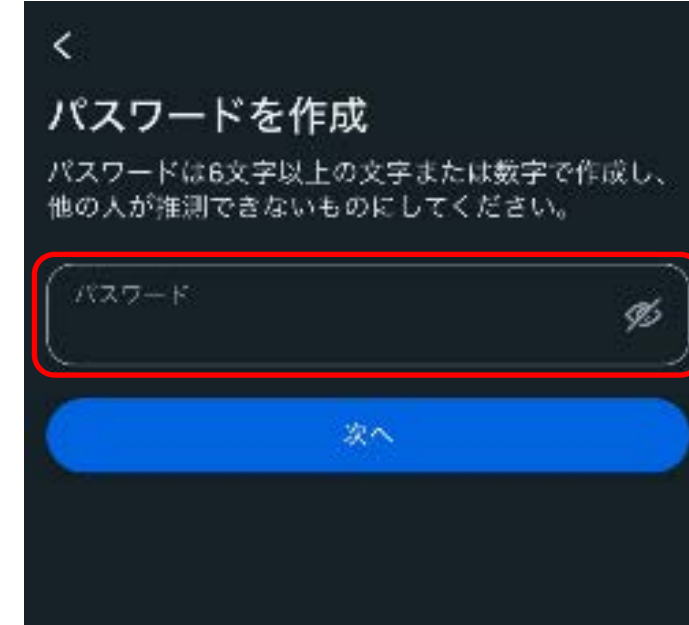 パスワードを作成
パスワードは6文字以上の文字または数字で作成し、
他の人が推測できないものにしてください。
パスワード
次へ